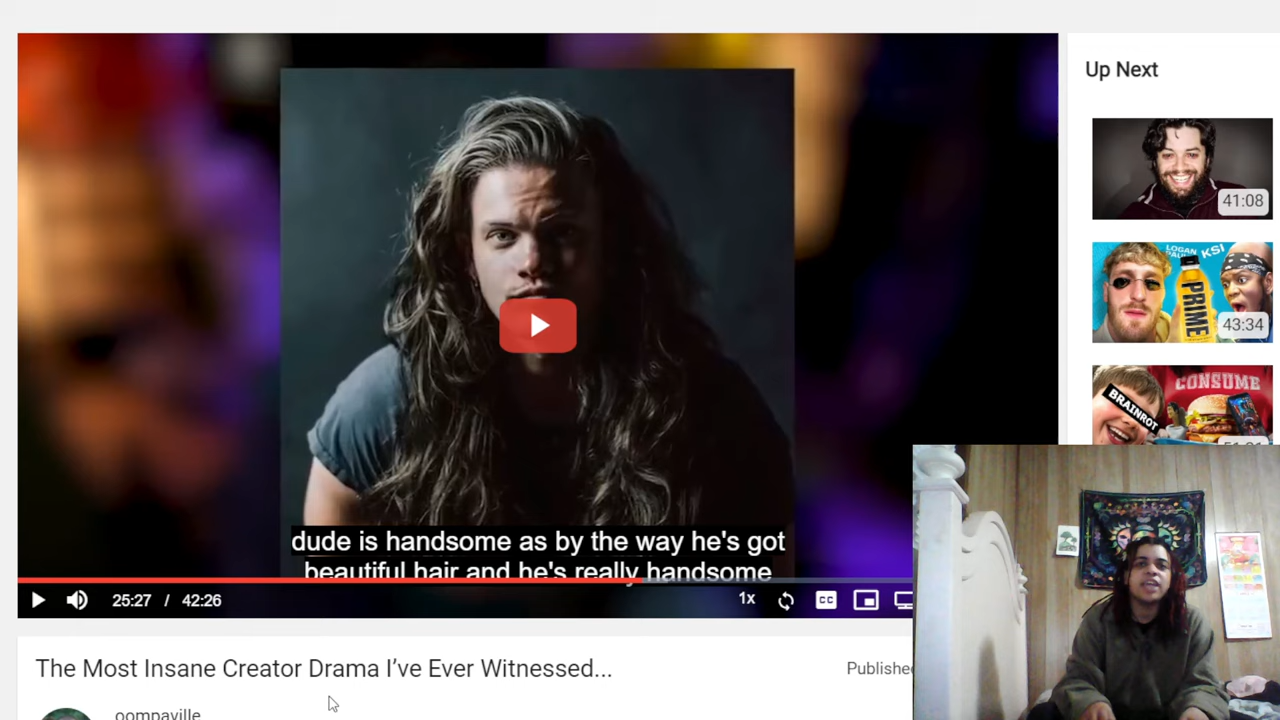 Up Next
41:08
LOGAN PAUL
KSI
PRIME
43:34
BRAINROT
CONSUME
dude is handsome as by the way he's got
beautiful hair and he's really handsome
25:27 / 42:26
1x
CC
The Most Insane Creator Drama I've Ever Witnessed...
Published
oompaville